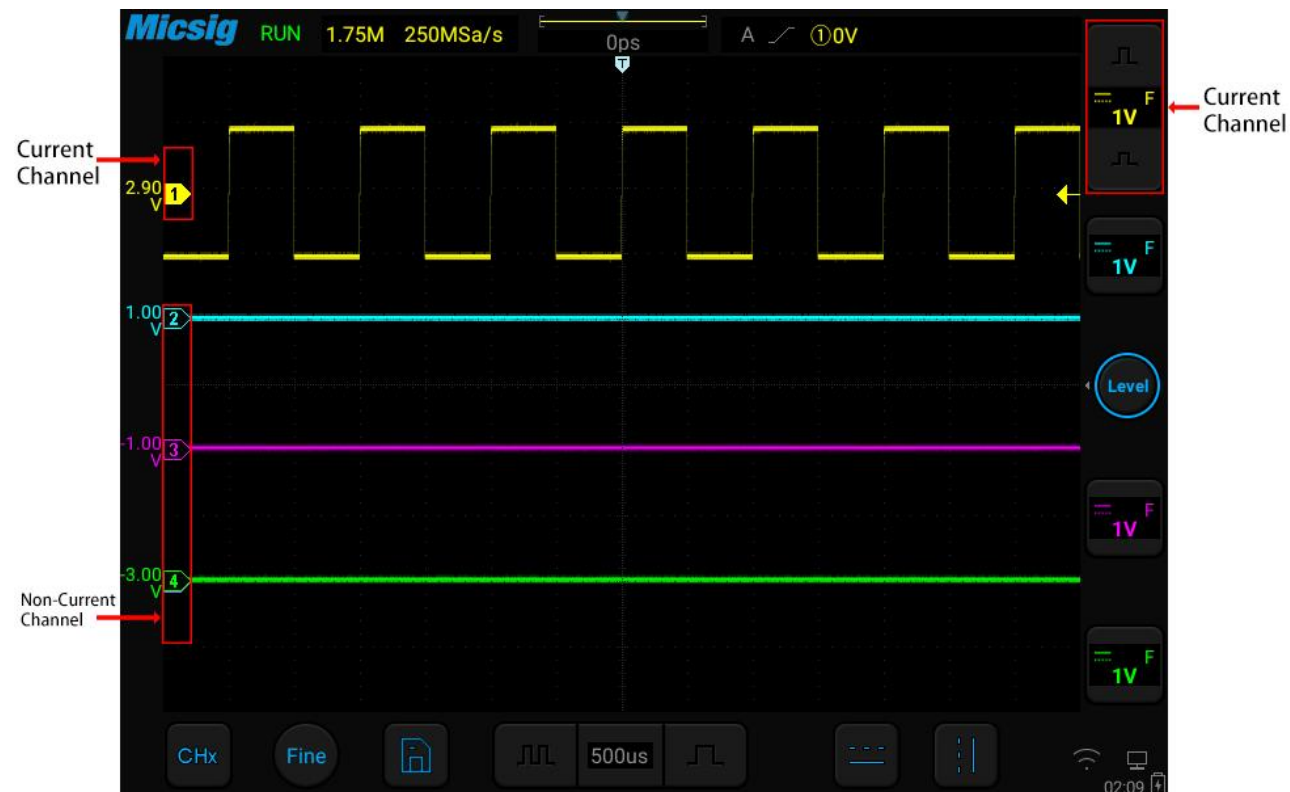 Micsig RUN 1.75M 250MSa/s 0ps A ①0V
T
F
1V
Current
Channel
Current
Channel
2.90
V
1
F
1V
1.00
V
2
Level
-1.00
V
3
F
1V
-3.00
V
4
Non-Current
Channel
F
1V
CHx Fine 500us
02:09